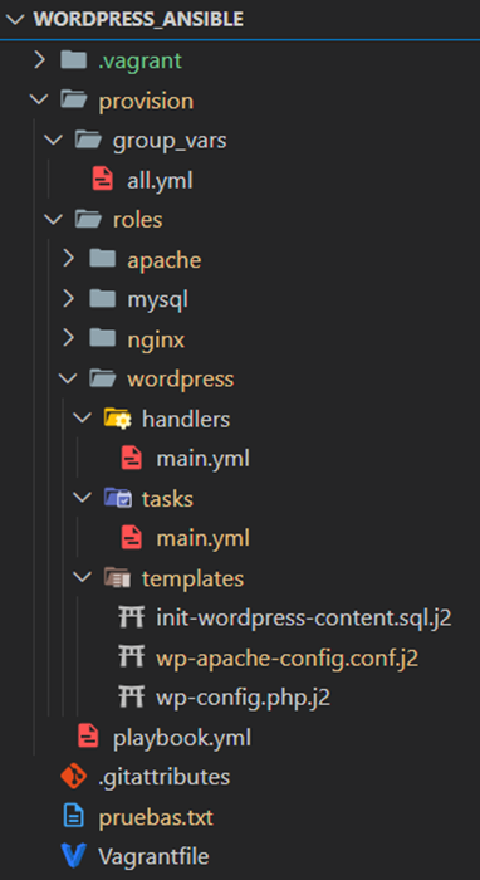 WORDPRESS_ANSIBLE
.vagrant
provision
group_vars
all.yml
roles
apache
mysql
nginx
wordpress
handlers
main.yml
tasks
main.yml
templates
init-wordpress-content.sql.j2
wp-apache-config.conf.j2
wp-config.php.j2
playbook.yml
.gitattributes
pruebas.txt
Vagrantfile